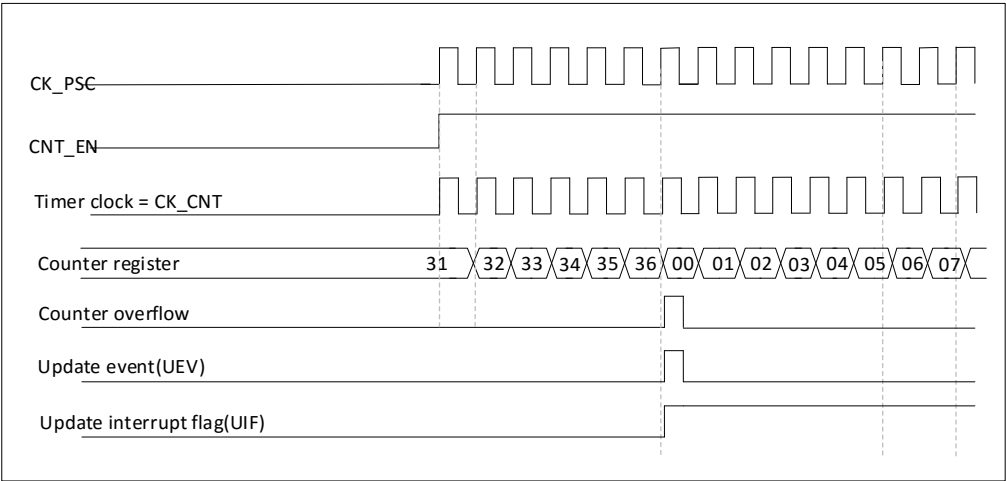 CK_PSC
CNT_EN
Timer clock = CK_CNT
Counter register 31 32 33 34 35 36 00 01 02 03 04 05 06 07
Counter overflow
Update event(UEV)
Update interrupt flag(UIF)